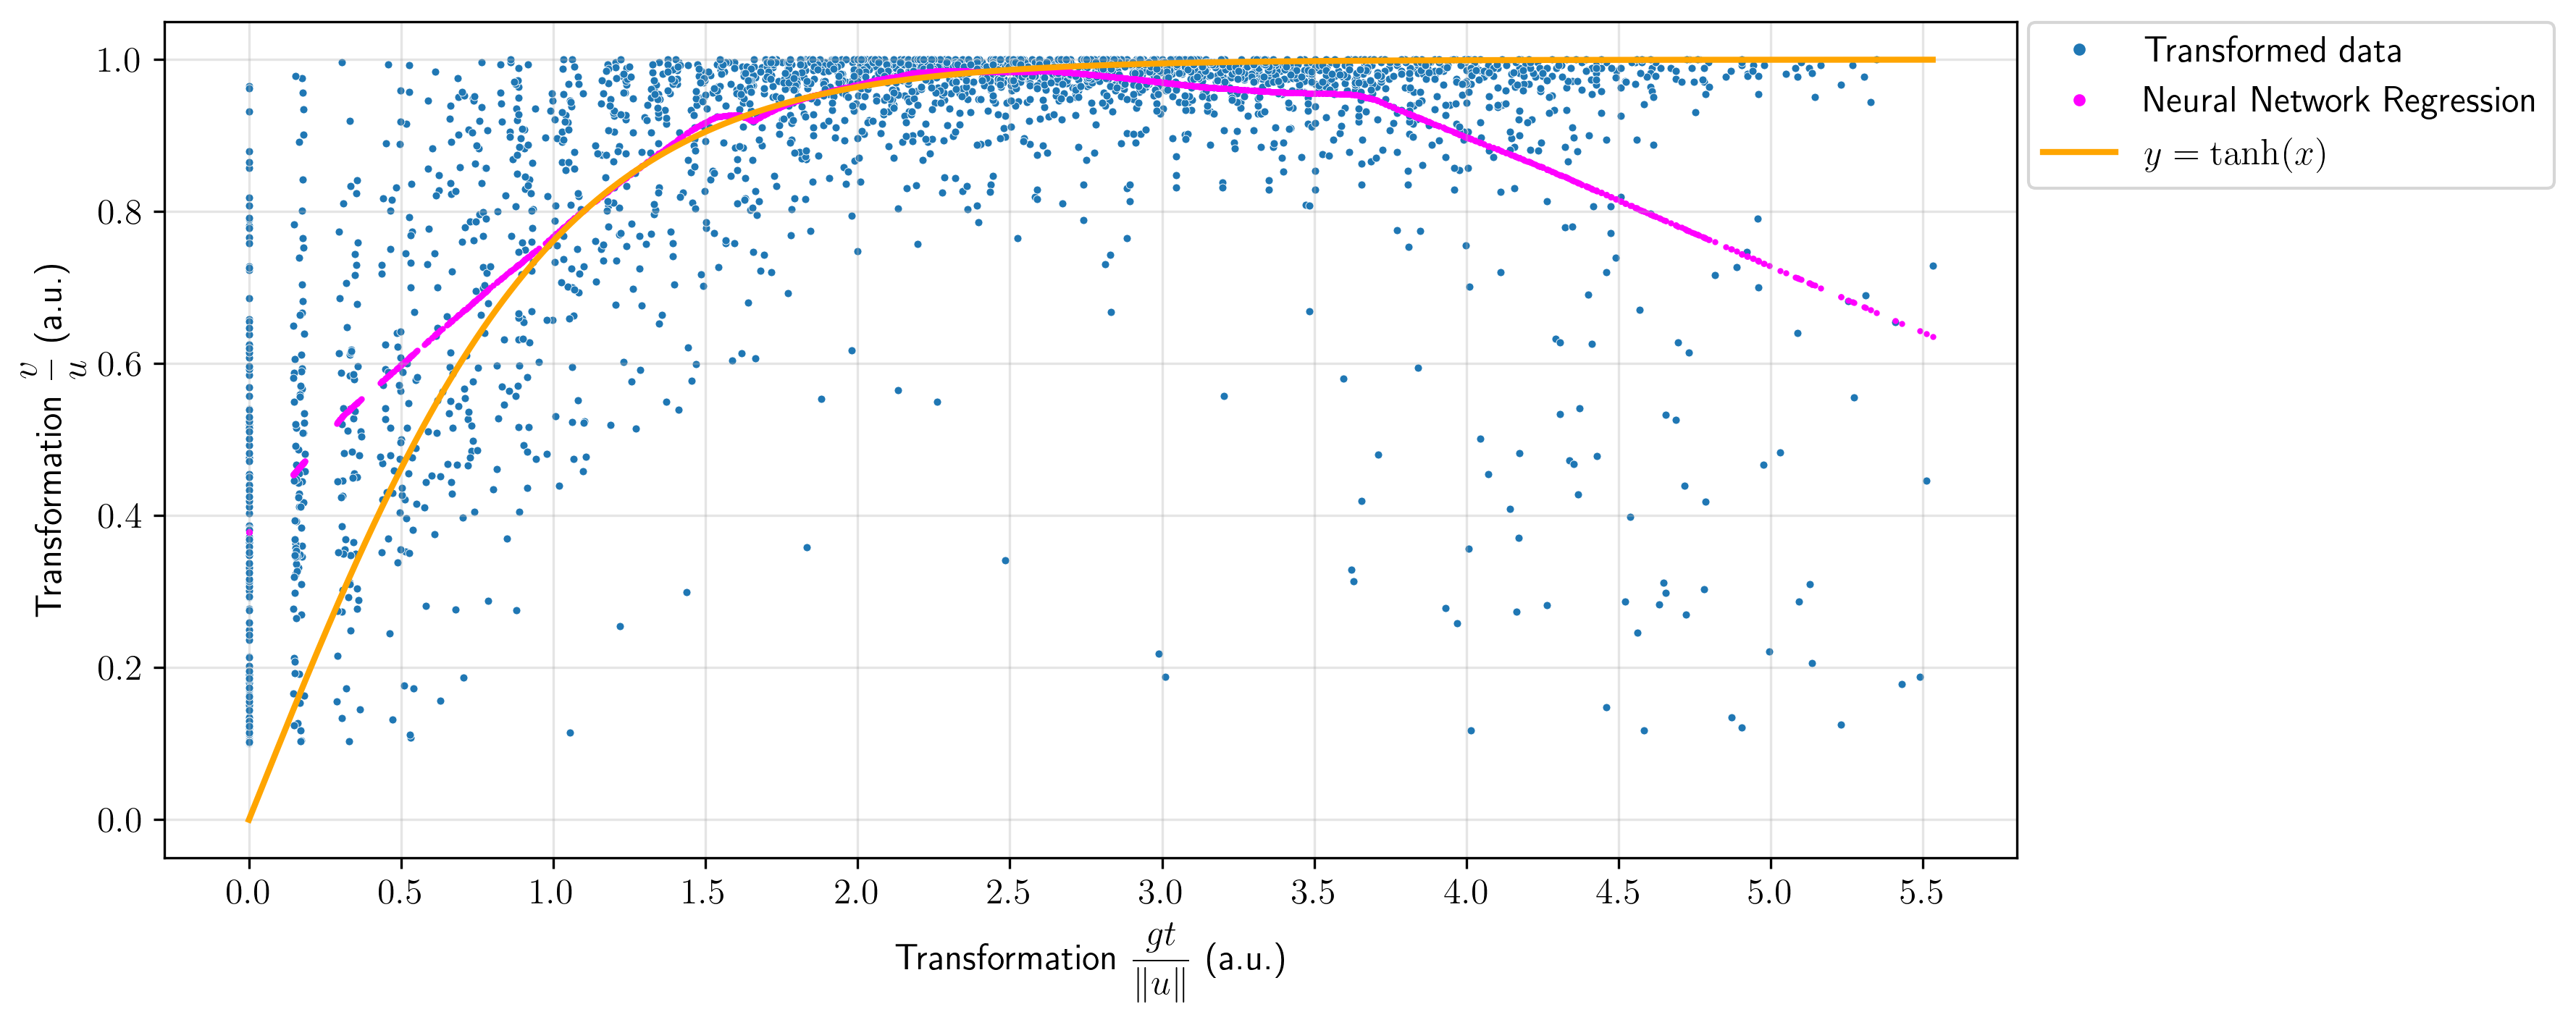 Transformed data
Neural Network Regression
y = tanh(x)
Transformation v/u (a.u.)
1.0
0.8
0.6
0.4
0.2
0.0
0.0 0.5 1.0 1.5 2.0 2.5 3.0 3.5 4.0 4.5 5.0 5.5
Transformation gt/‖u‖ (a.u.)